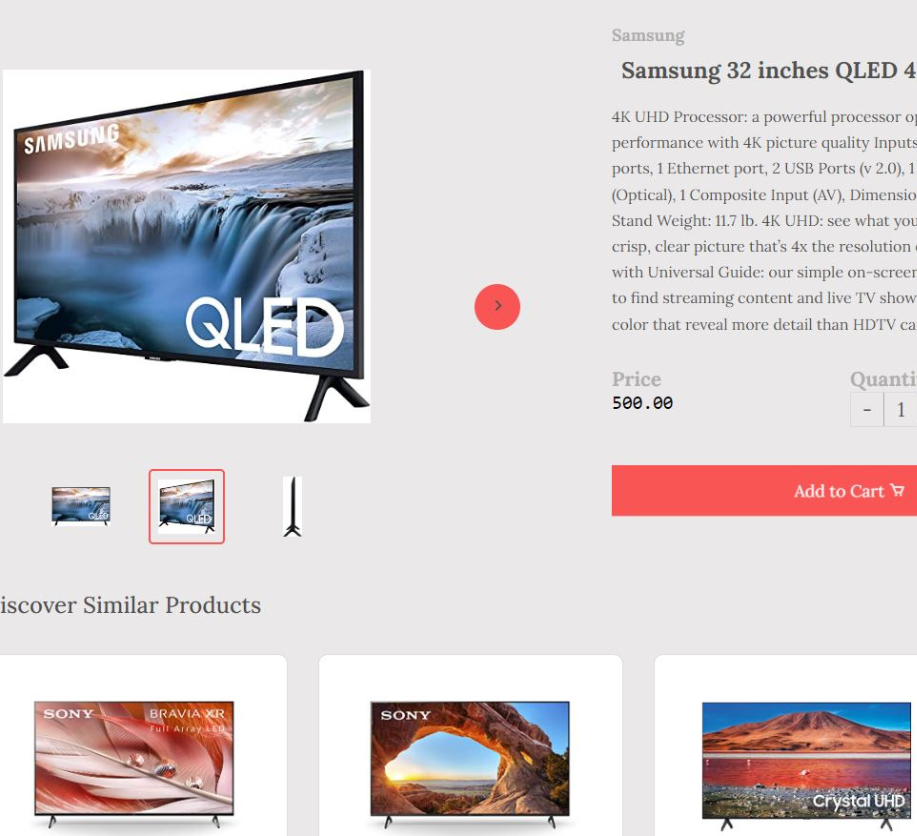 Samsung
Samsung 32 inches QLED 4
4K UHD Processor: a powerful processor op
performance with 4K picture quality Inputs
ports, 1 Ethernet port, 2 USB Ports (v 2.0), 1
(Optical), 1 Composite Input (AV), Dimensio
Stand Weight: 11.7 lb. 4K UHD: see what you
crisp, clear picture that's 4x the resolution
with Universal Guide: our simple on-screen
to find streaming content and live TV show
color that reveal more detail than HDTV ca
SAMSUNG
QLED
Price
Quanti
500.00
- 1
Add to Cart
QLED
QLED
iscover Similar Products
SONY
BRAVIA XR
Full Array LED
SONY
Crystal UHD